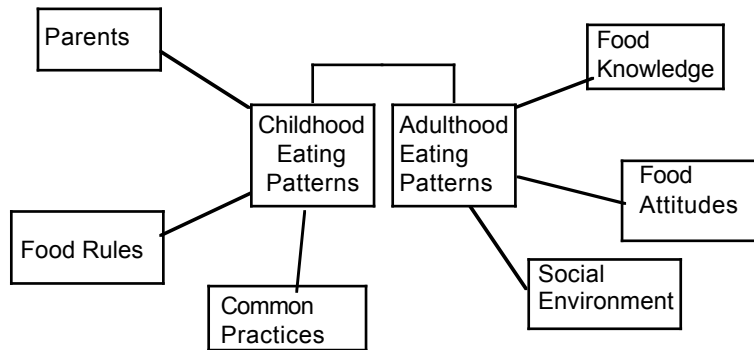 Parents
Food
Knowledge
Childhood
Eating
Patterns
Adulthood
Eating
Patterns
Food
Attitudes
Food Rules
Social
Environment
Common
Practices